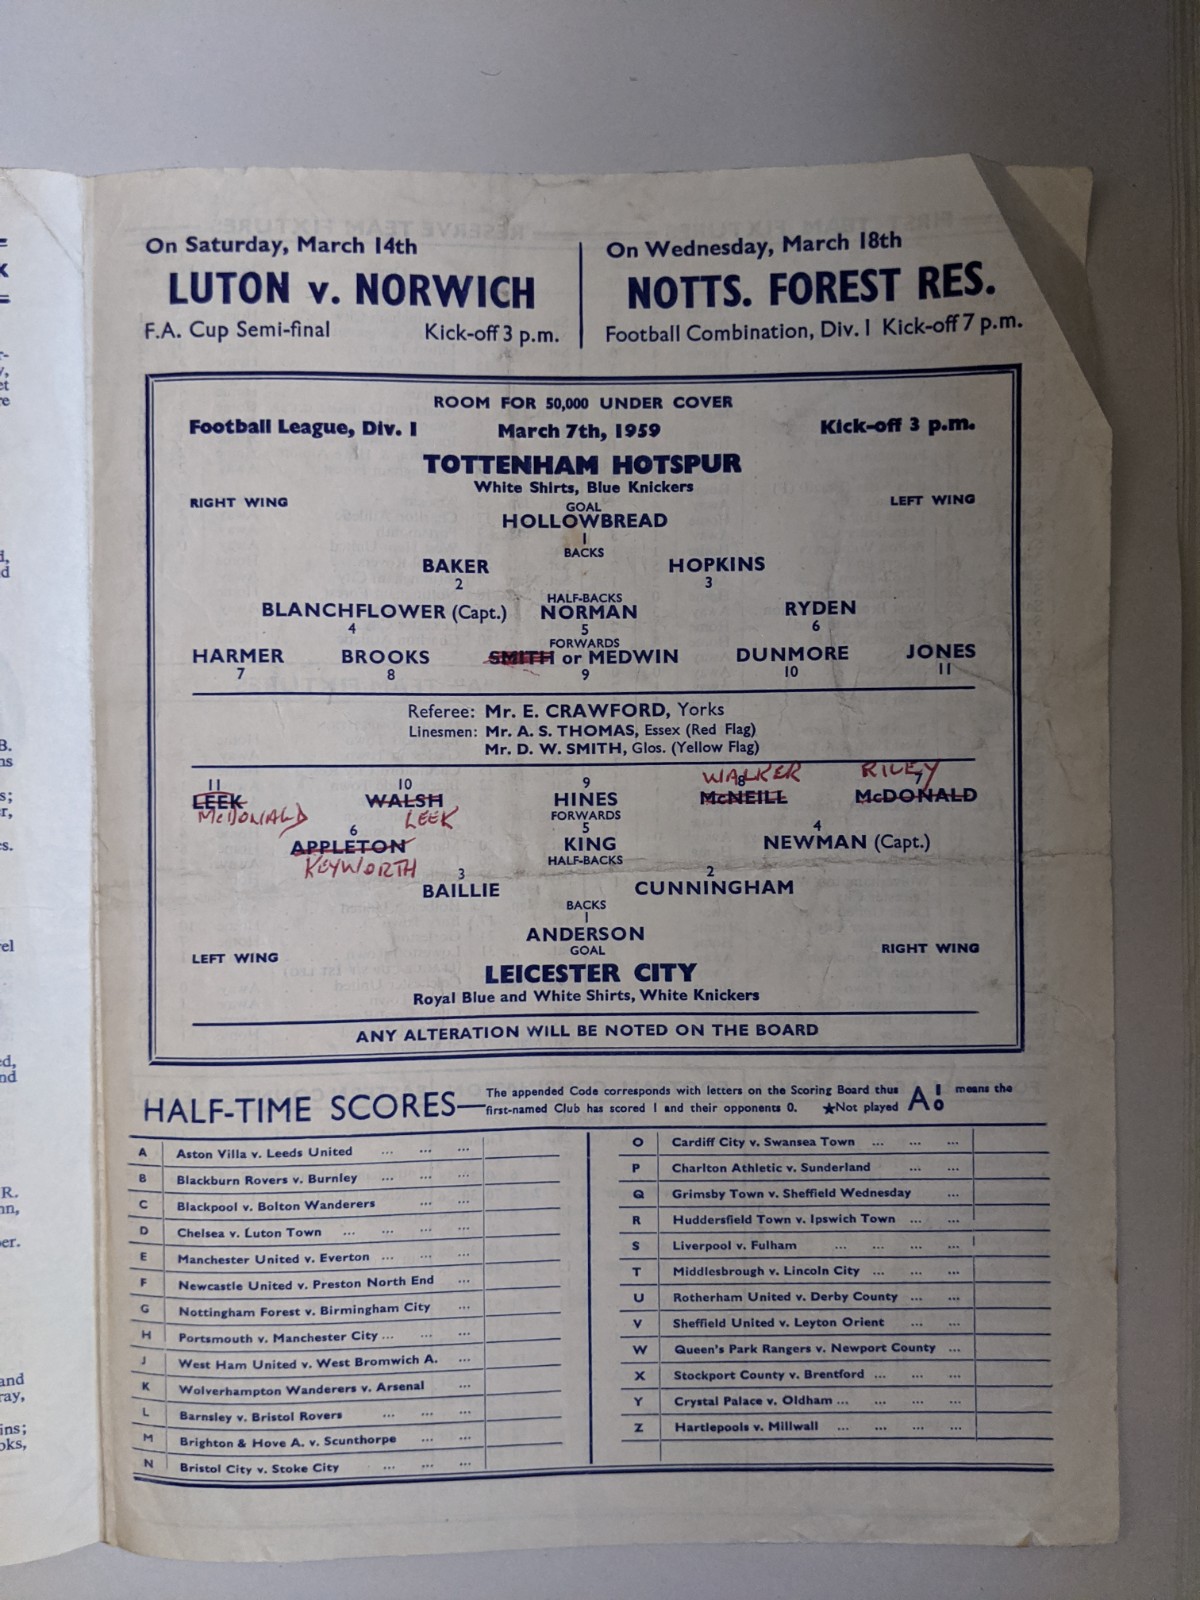 On Saturday, March 14th
LUTON v. NORWICH
F.A. Cup Semi-final Kick-off 3 p.m.
On Wednesday, March 18th
NOTTS. FOREST RES.
Football Combination, Div. I Kick-off 7 p.m.
ROOM FOR 50,000 UNDER COVER
Football League, Div. I March 7th, 1959 Kick-off 3 p.m.
TOTTENHAM HOTSPUR
White Shirts, Blue Knickers
RIGHT WING LEFT WING
GOAL
HOLLOWBREAD
1
BACKS
BAKER HOPKINS
2 3
HALF-BACKS
BLANCHFLOWER (Capt.) NORMAN RYDEN
4 5 6
FORWARDS
HARMER BROOKS SMITH or MEDWIN DUNMORE JONES
7 8 9 10 11
Referee: Mr. E. CRAWFORD, Yorks
Linesmen: Mr. A. S. THOMAS, Essex (Red Flag)
Mr. D. W. SMITH, Glos. (Yellow Flag)
WALKER RILEY
11 10 9 8 7
LEEK WALSH HINES McNEILL McDONALD
McDONALD LEEK
FORWARDS
6 5 4
APPLETON KING NEWMAN (Capt.)
KEYWORTH
HALF-BACKS
3 2
BAILLIE CUNNINGHAM
BACKS
1
ANDERSON
GOAL
LEFT WING RIGHT WING
LEICESTER CITY
Royal Blue and White Shirts, White Knickers
ANY ALTERATION WILL BE NOTED ON THE BOARD
HALF-TIME SCORES—The appended Code corresponds with letters on the Scoring Board thus A 1 0 means the
first-named Club has scored 1 and their opponents 0. ★Not played
A Aston Villa v. Leeds United ... ... ...
B Blackburn Rovers v. Burnley ... ... ...
C Blackpool v. Bolton Wanderers ... ...
D Chelsea v. Luton Town ... ... ... ...
E Manchester United v. Everton ... ... ...
F Newcastle United v. Preston North End ...
G Nottingham Forest v. Birmingham City ...
H Portsmouth v. Manchester City ... ... ...
J West Ham United v. West Bromwich A. ...
K Wolverhampton Wanderers v. Arsenal ...
L Barnsley v. Bristol Rovers ... ... ...
M Brighton & Hove A. v. Scunthorpe ... ...
N Bristol City v. Stoke City ... ... ...
O Cardiff City v. Swansea Town ... ... ...
P Charlton Athletic v. Sunderland ... ...
Q Grimsby Town v. Sheffield Wednesday ...
R Huddersfield Town v. Ipswich Town ... ...
S Liverpool v. Fulham ... ... ... ...
T Middlesbrough v. Lincoln City ... ... ...
U Rotherham United v. Derby County ... ...
V Sheffield United v. Leyton Orient ... ...
W Queen's Park Rangers v. Newport County ...
X Stockport County v. Brentford ... ... ...
Y Crystal Palace v. Oldham ... ... ... ...
Z Hartlepools v. Millwall ... ... ... ...